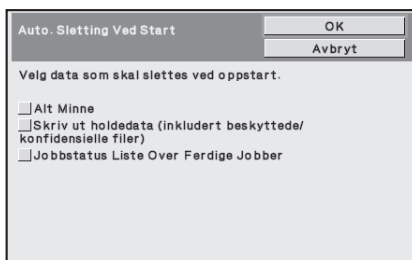 Auto. Sletting Ved Start
OK
Avbryt
Velg data som skal slettes ved oppstart.
Alt Minne
Skriv ut holdedata (inkludert beskyttede/
konfidensielle filer)
Jobbstatus Liste Over Ferdige Jobber